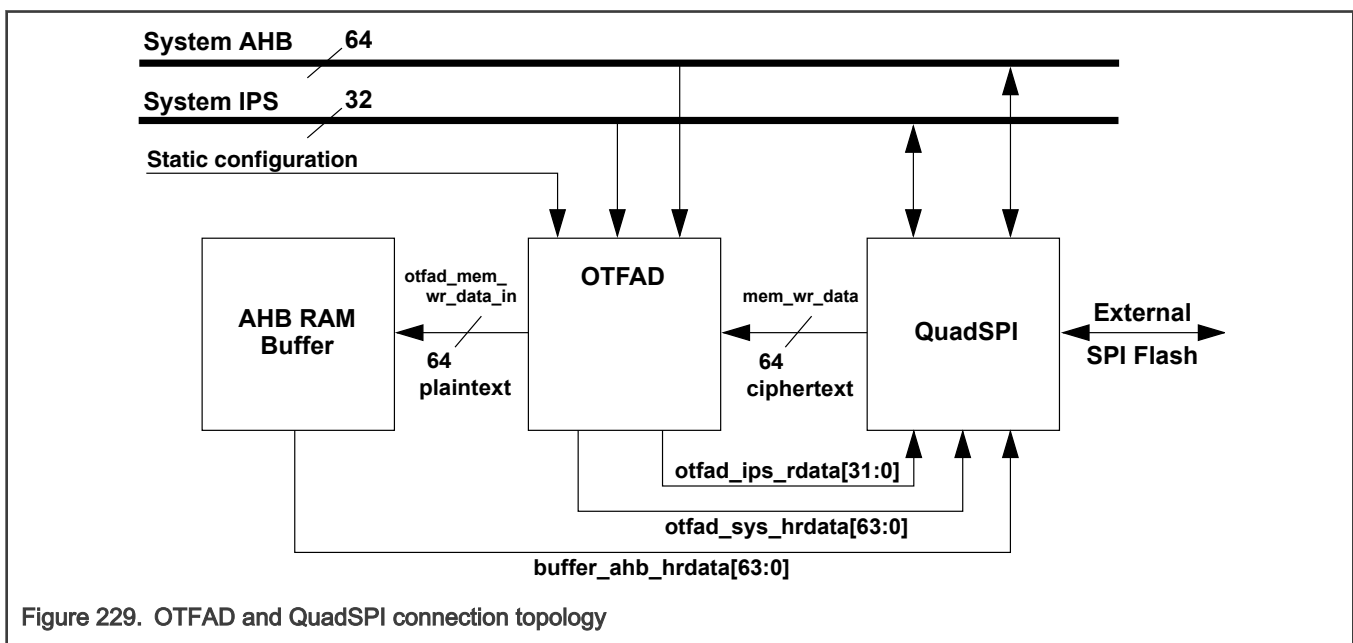 System AHB 64
System IPS 32
Static configuration
otfad_mem_
wr_data_in
64
plaintext
AHB RAM
Buffer
OTFAD
mem_wr_data
64
ciphertext
QuadSPI
External
SPI Flash
otfad_ips_rdata[31:0]
otfad_sys_hrdata[63:0]
buffer_ahb_hrdata[63:0]
Figure 229. OTFAD and QuadSPI connection topology